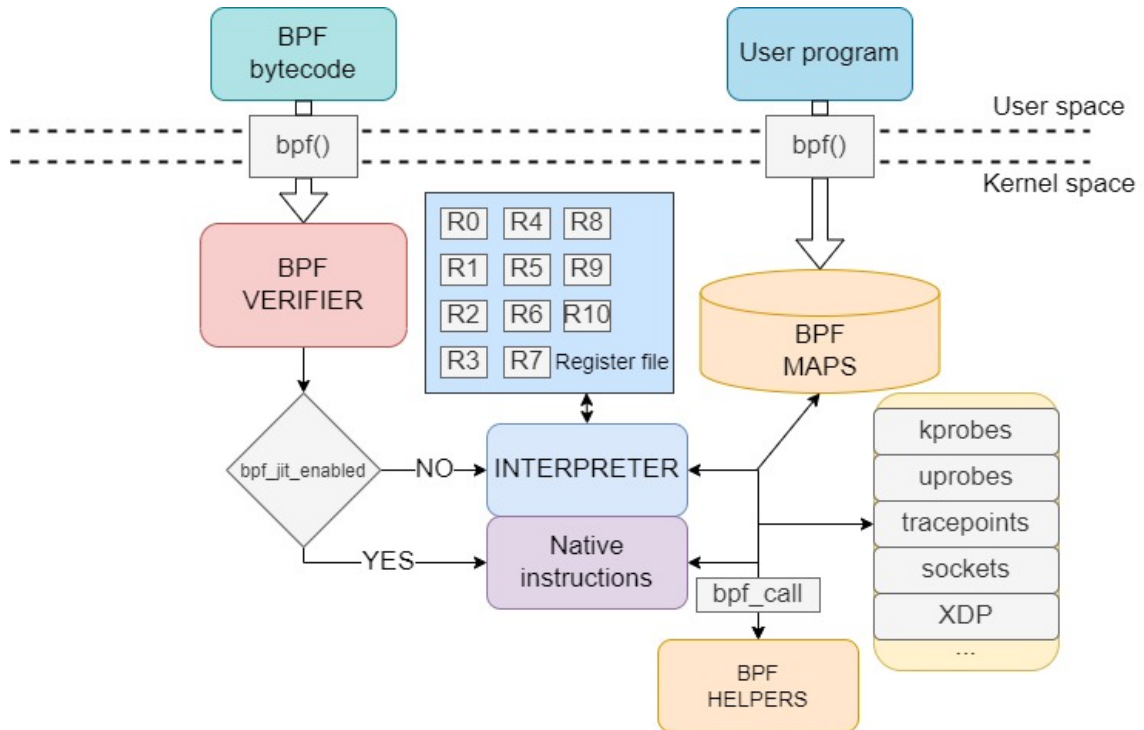 BPF
bytecode
User program
User space
bpf()
bpf()
Kernel space
R0 R4 R8
R1 R5 R9
R2 R6 R10
R3 R7 Register file
BPF
VERIFIER
BPF
MAPS
bpf_jit_enabled
NO
INTERPRETER
YES
Native
instructions
kprobes
uprobes
tracepoints
sockets
XDP
...
bpf_call
BPF
HELPERS